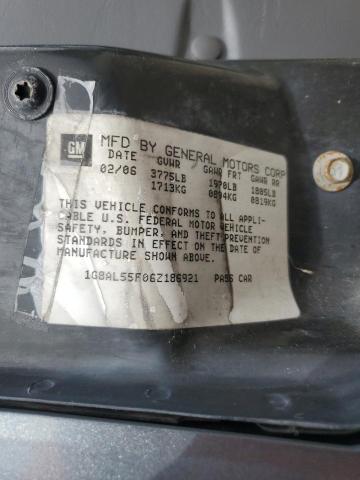 GM
MFD BY GENERAL MOTORS CORP
DATE GVWR GAWR FRT GAWR RR
02/06 3775LB 1970LB 1805LB
1713KG 0894KG 0819KG
THIS VEHICLE CONFORMS TO ALL APPLI-
CABLE U.S. FEDERAL MOTOR VEHICLE
SAFETY, BUMPER, AND THEFT PREVENTION
STANDARDS IN EFFECT ON THE DATE OF
MANUFACTURE SHOWN ABOVE.
1G8AL55F06Z186921 PASS CAR